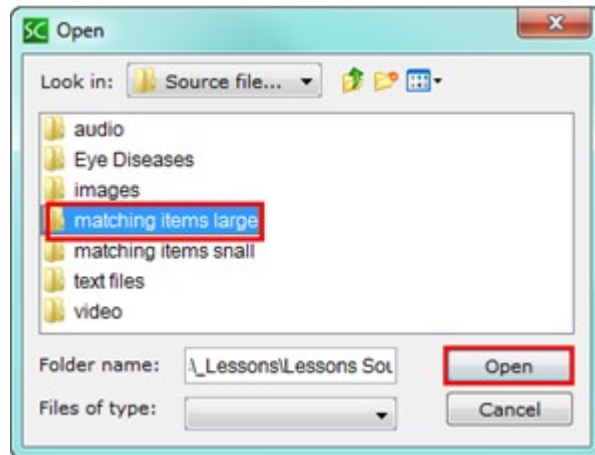 SC Open
Look in: Source file...
audio
Eye Diseases
images
matching items large
matching items snall
text files
video
Folder name: \_Lessons\Lessons Sou
Open
Files of type:
Cancel